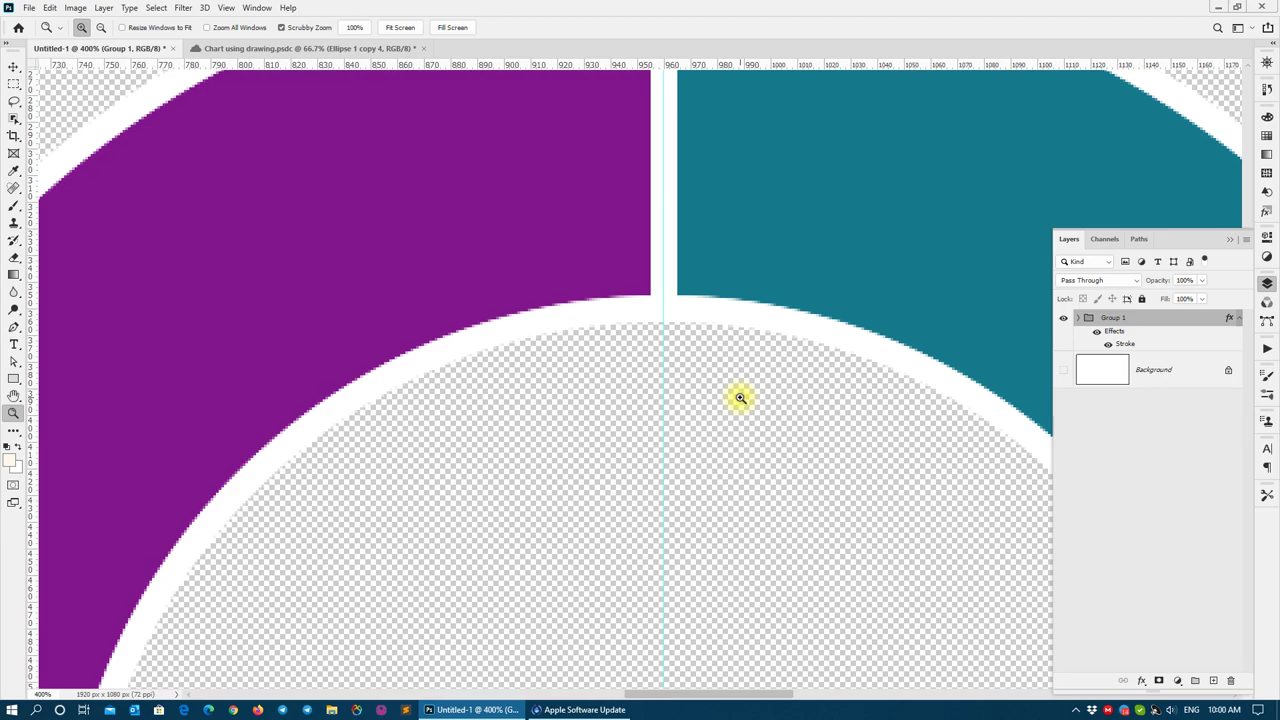 File Edit Image Layer Type Select Filter 3D View Window Help
Resize Windows to Fit Zoom All Windows Scrubby Zoom 100% Fit Screen Fill Screen
Untitled-1 @ 400% (Group 1, RGB/8) * × Chart using drawing.psdc @ 66.7% (Ellipse 1 copy 4, RGB/8) * ×
730 740 750 760 770 780 790 800 810 820 830 840 850 860 870 880 890 900 910 920 930 940 950 960 970 980 990 1000 1010 1020 1030 1040 1050 1060 1070 1080 1090 1100 1110 1120 1130 1140 1150 1160 1170
Layers Channels Paths
Kind
Pass Through Opacity: 100%
Lock: Fill: 100%
Group 1 fx
Effects
Stroke
Background
400% 1920 px x 1080 px (72 ppi)
Untitled-1 @ 400% (G... Apple Software Update ENG 10:00 AM